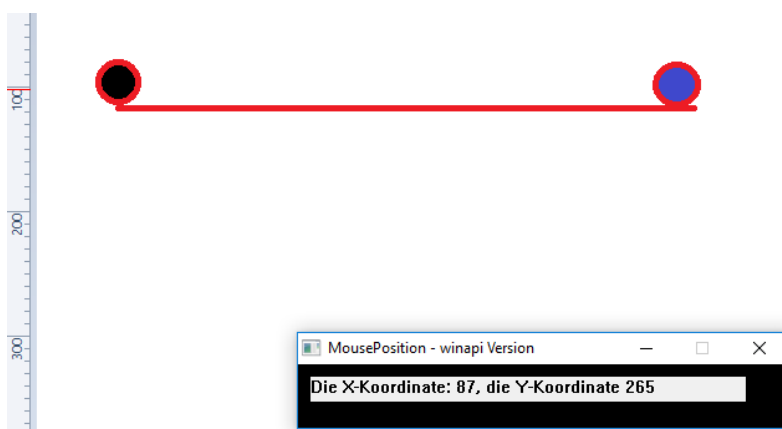 100
200
300
MousePosition - winapi Version
Die X-Koordinate: 87, die Y-Koordinate 265